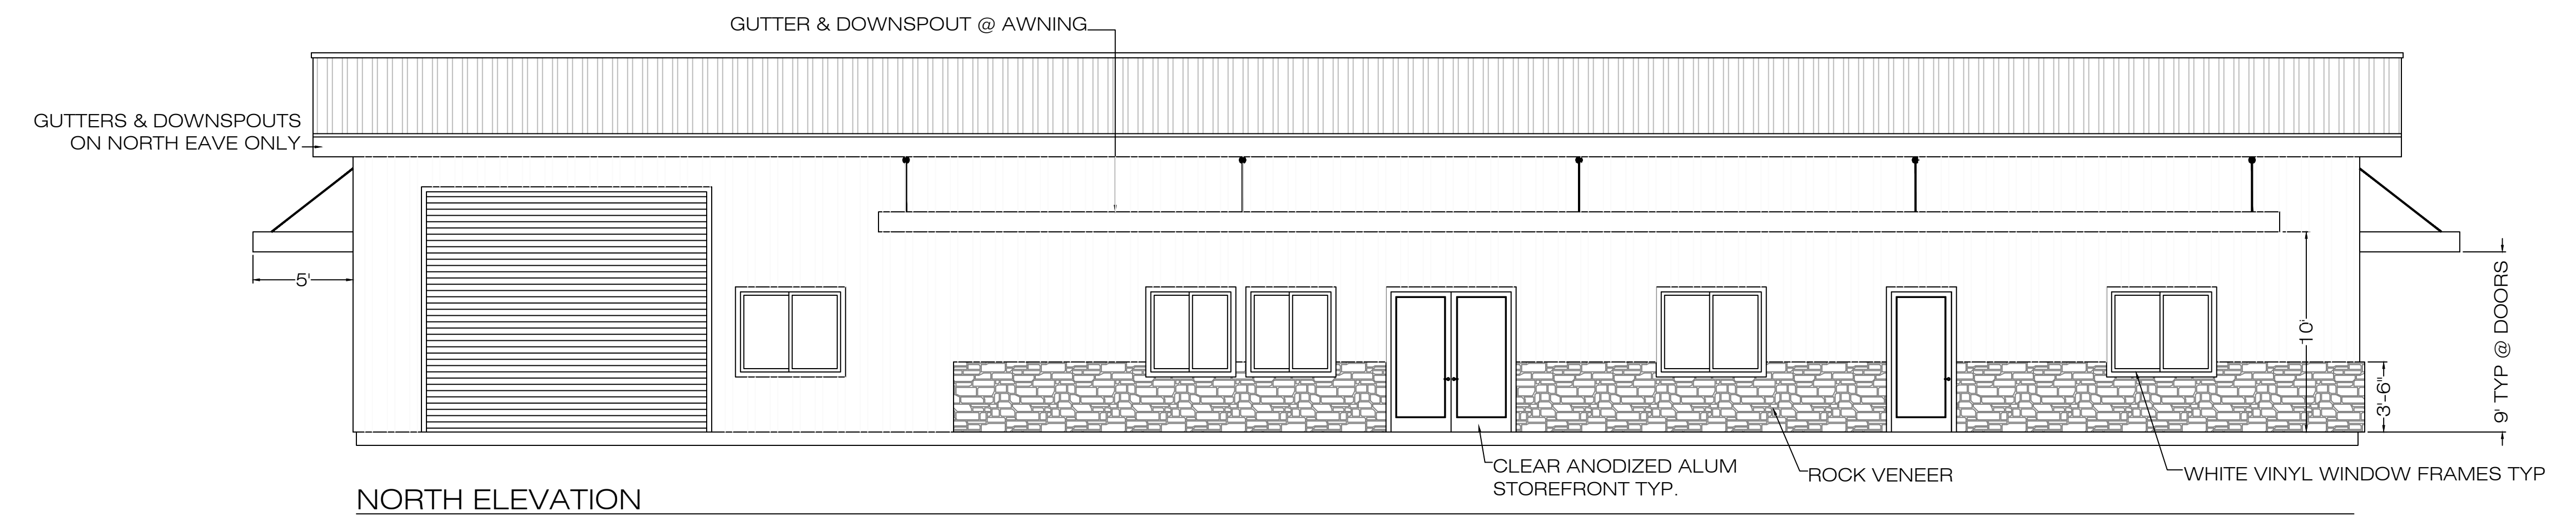 GUTTER & DOWNSPOUT @ AWNING
GUTTERS & DOWNSPOUTS
ON NORTH EAVE ONLY
5'
10'
3'-6"
9' TYP @ DOORS
CLEAR ANODIZED ALUM
STOREFRONT TYP.
ROCK VENEER
WHITE VINYL WINDOW FRAMES TYP
NORTH ELEVATION